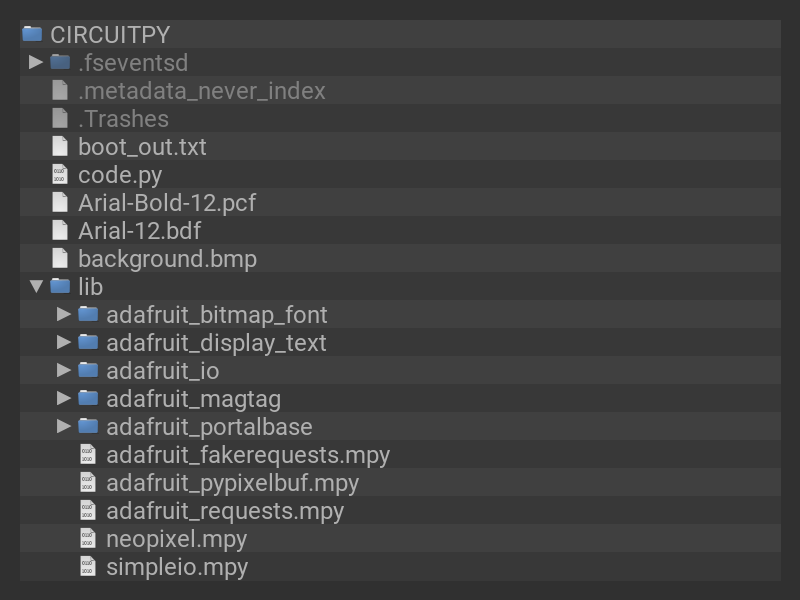 CIRCUITPY
.fseventsd
.metadata_never_index
.Trashes
boot_out.txt
code.py
Arial-Bold-12.pcf
Arial-12.bdf
background.bmp
lib
adafruit_bitmap_font
adafruit_display_text
adafruit_io
adafruit_magtag
adafruit_portalbase
adafruit_fakerequests.mpy
adafruit_pypixelbuf.mpy
adafruit_requests.mpy
neopixel.mpy
simpleio.mpy